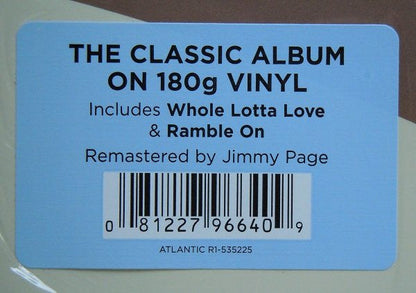 THE CLASSIC ALBUM
ON 180g VINYL
Includes Whole Lotta Love
& Ramble On
Remastered by Jimmy Page
0 81227 96640 9
ATLANTIC R1-535225